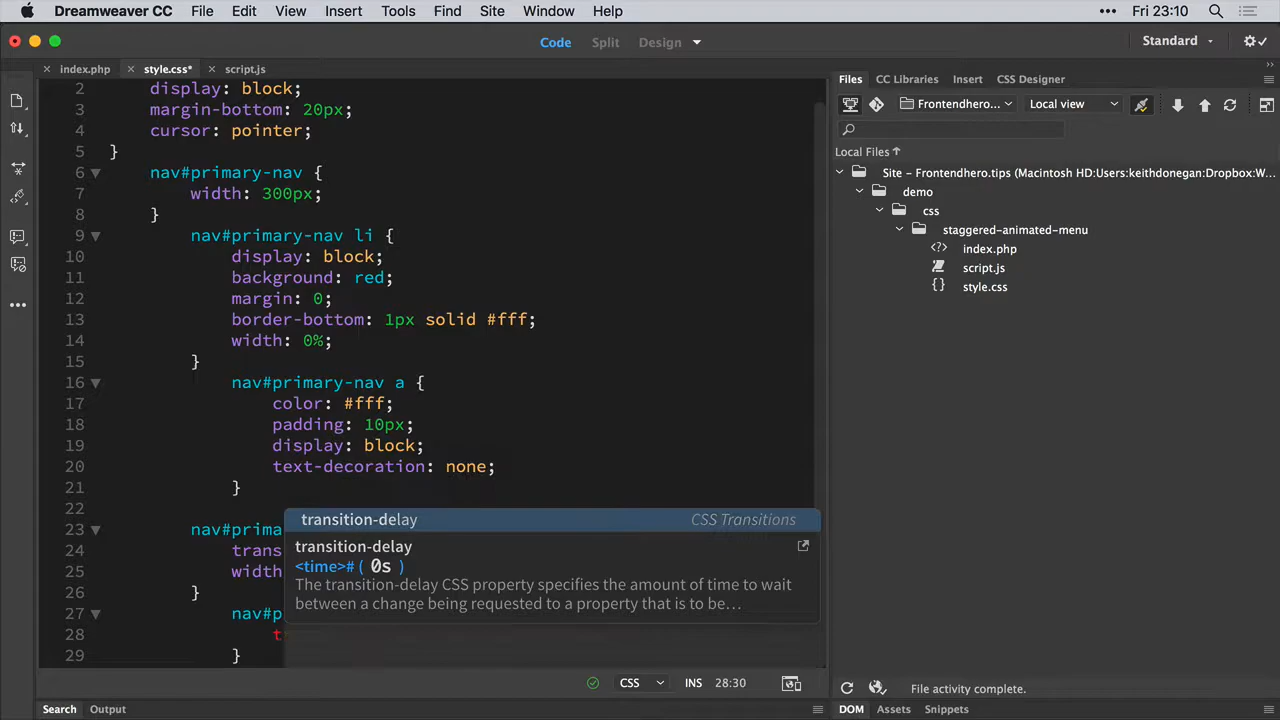 Dreamweaver CC File Edit View Insert Tools Find Site Window Help ••• Fri 23:10
Code Split Design Standard
× index.php × style.css* × script.js
Files CC Libraries Insert CSS Designer
Frontendhero... Local view
Local Files ↑
Site – Frontendhero.tips (Macintosh HD:Users:keithdonegan:Dropbox:W...
demo
css
staggered-animated-menu
<?> index.php
script.js
{} style.css
2 display: block;
3 margin-bottom: 20px;
4 cursor: pointer;
5 }
6 nav#primary-nav {
7 width: 300px;
8 }
9 nav#primary-nav li {
10 display: block;
11 background: red;
12 margin: 0;
13 border-bottom: 1px solid #fff;
14 width: 0%;
15 }
16 nav#primary-nav a {
17 color: #fff;
18 padding: 10px;
19 display: block;
20 text-decoration: none;
21 }
22
23 nav#prima
24 trans
25 width
26 }
27 nav#p
28 t
29 }
transition-delay CSS Transitions
transition-delay
<time># ( 0s )
The transition-delay CSS property specifies the amount of time to wait
between a change being requested to a property that is to be…
CSS INS 28:30
File activity complete.
Search Output
DOM Assets Snippets